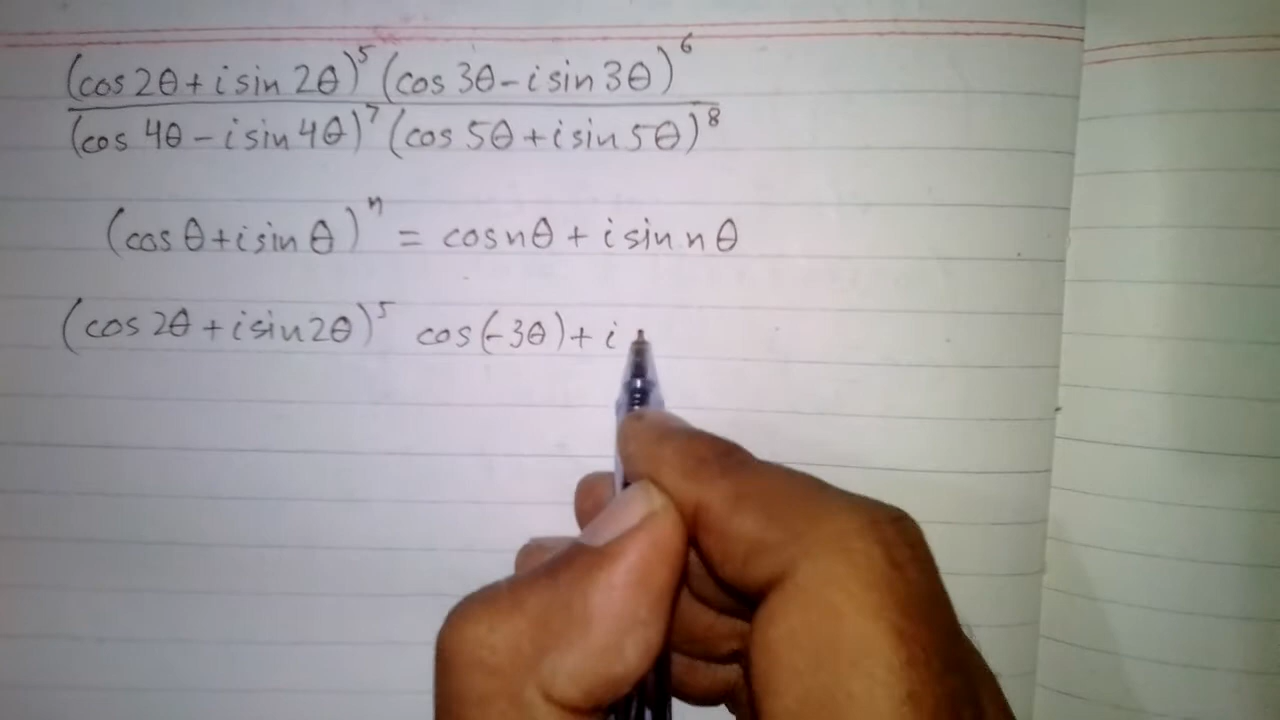 (cos 2θ + i sin 2θ)⁵ (cos 3θ - i sin 3θ)⁶
(cos 4θ - i sin 4θ)⁷ (cos 5θ + i sin 5θ)⁸
(cos θ + i sin θ)ⁿ = cos nθ + i sin nθ
(cos 2θ + i sin 2θ)⁵ cos(-3θ) + i